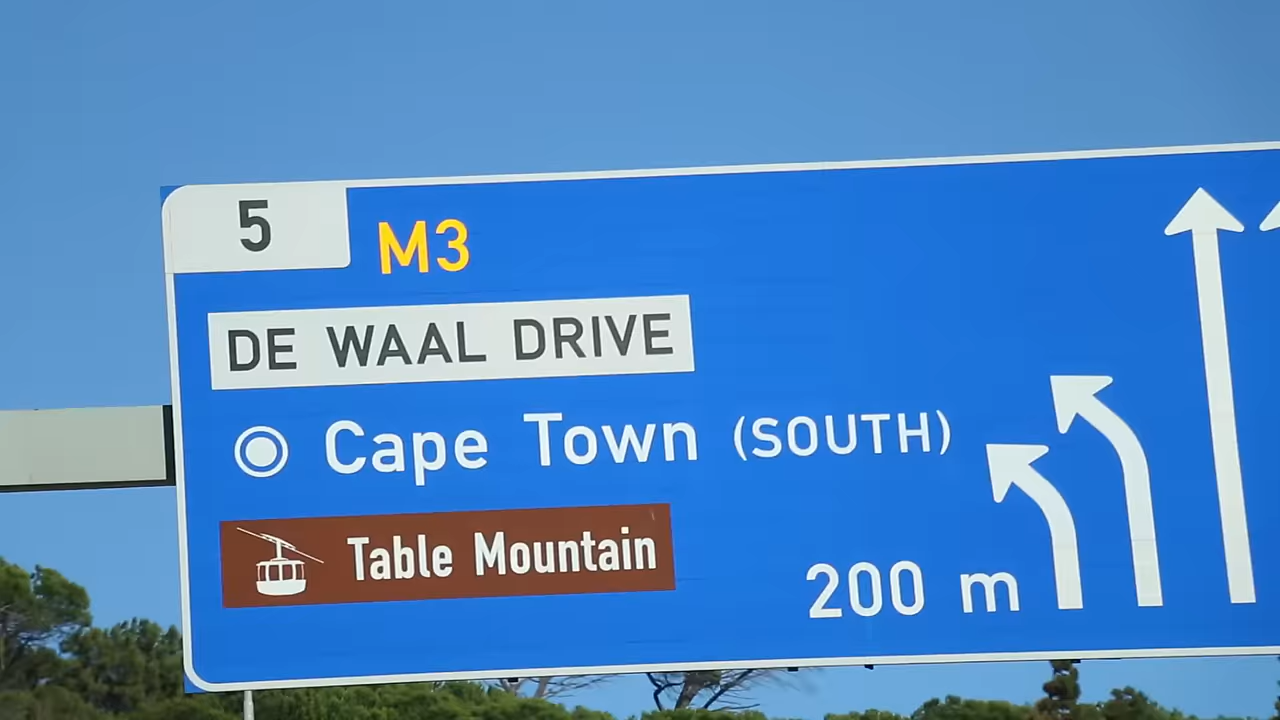 5
M3
DE WAAL DRIVE
Cape Town (SOUTH)
Table Mountain
200 m